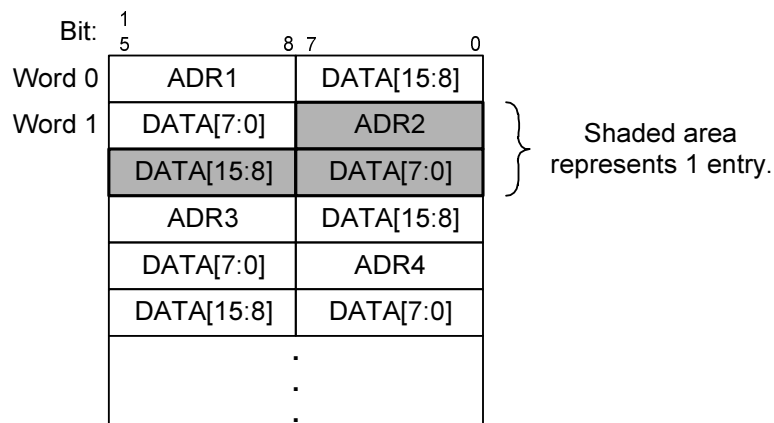 Bit: 15 8 7 0
Word 0 ADR1 DATA[15:8]
Word 1 DATA[7:0] ADR2
DATA[15:8] DATA[7:0]
ADR3 DATA[15:8]
DATA[7:0] ADR4
DATA[15:8] DATA[7:0]
.
.
.
Shaded area
represents 1 entry.